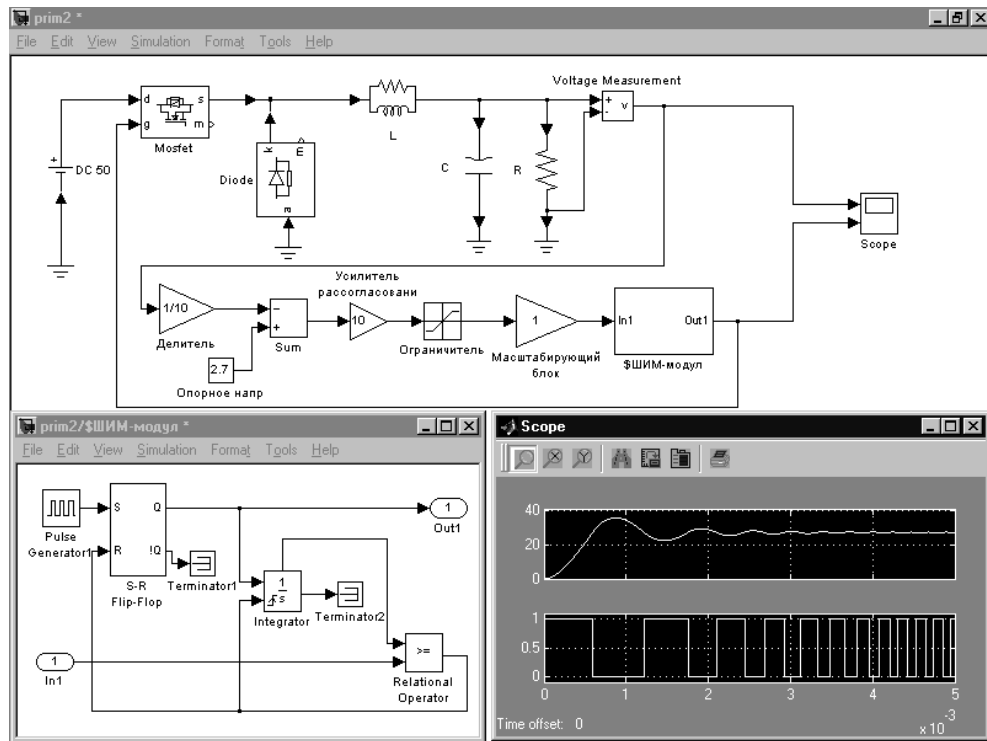 prim2 *
File Edit View Simulation Format Tools Help
Voltage Measurement
d s
g m
Mosfet
+
DC 50
k m
Diode
a
L
C
R
+
-
v
Scope
Усилитель
рассогласовани
1/10
Делитель
−
+
Sum
10
Ограничитель
1
Масштабирующий
блок
In1 Out1
$ШИМ-модул
2.7
Опорное напр
prim2/$ШИМ-модул *
File Edit View Simulation Format Tools Help
Pulse
Generator1
S Q
R !Q
S-R
Flip-Flop
Terminator1
1
Out1
1
s
Integrator
Terminator2
1
In1
>=
Relational
Operator
Scope
40
20
0
1
0.5
0
0 1 2 3 4 5
Time offset: 0
x 10
-3